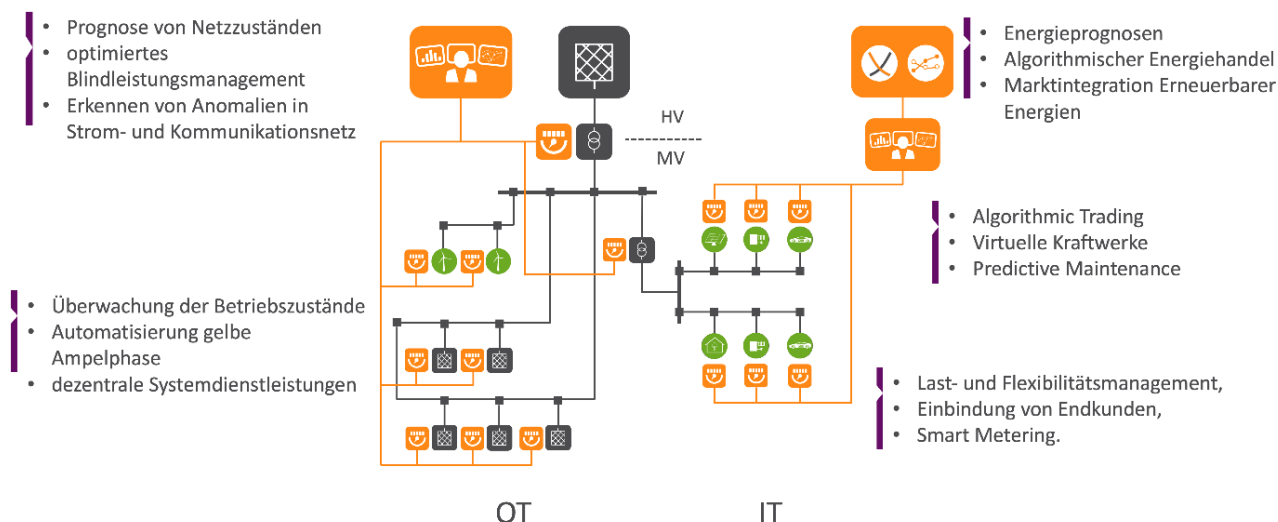 • Prognose von Netzzuständen
• optimiertes
Blindleistungsmanagement
• Erkennen von Anomalien in
Strom- und Kommunikationsnetz
HV
MV
• Energieprognosen
• Algorithmischer Energiehandel
• Marktintegration Erneuerbarer
Energien
• Algorithmic Trading
• Virtuelle Kraftwerke
• Predictive Maintenance
• Überwachung der Betriebszustände
• Automatisierung gelbe
Ampelphase
• dezentrale Systemdienstleistungen
• Last- und Flexibilitätsmanagement,
• Einbindung von Endkunden,
• Smart Metering.
OT
IT